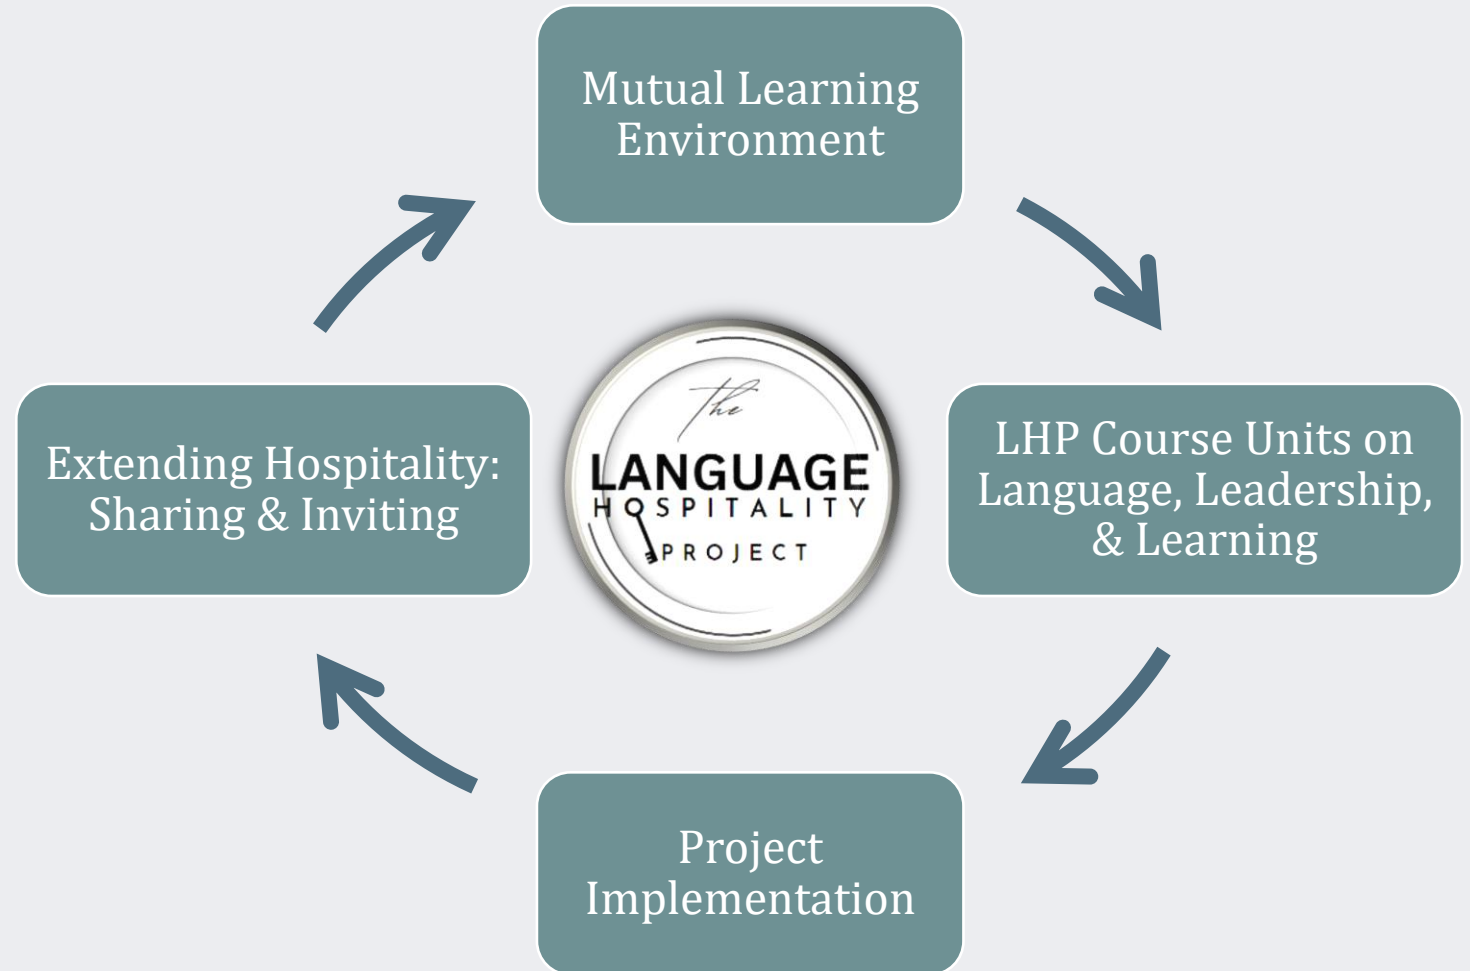 Mutual Learning
Environment
LHP Course Units on
Language, Leadership,
& Learning
Project
Implementation
Extending Hospitality:
Sharing & Inviting
the
LANGUAGE
HOSPITALITY
PROJECT